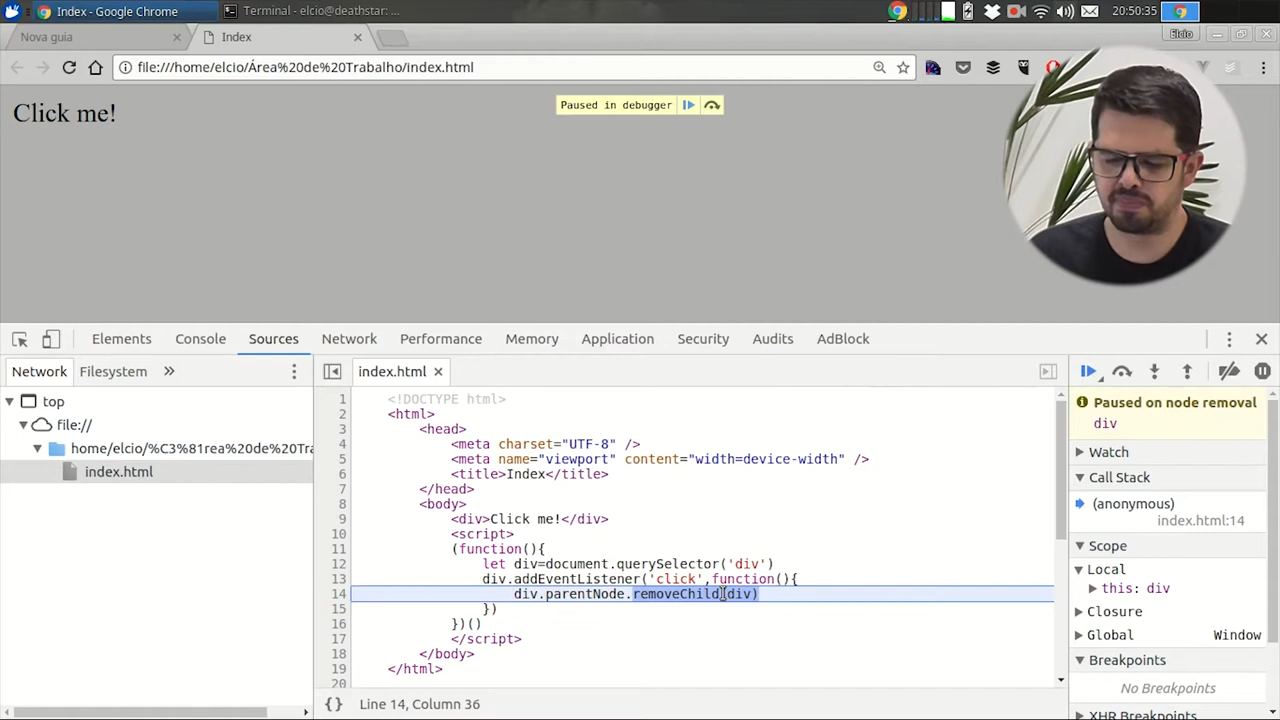 Index - Google Chrome
Terminal - elcio@deathstar: ...
20:50:35
Nova guia
Index
Elcio
file:///home/elcio/Área%20de%20Trabalho/index.html
Click me!
Paused in debugger
Elements
Console
Sources
Network
Performance
Memory
Application
Security
Audits
AdBlock
Network
Filesystem
index.html
top
file://
home/elcio/%C3%81rea%20de%20Tra
index.html
1 <!DOCTYPE html>
2 <html>
3 <head>
4 <meta charset="UTF-8" />
5 <meta name="viewport" content="width=device-width" />
6 <title>Index</title>
7 </head>
8 <body>
9 <div>Click me!</div>
10 <script>
11 (function(){
12 let div=document.querySelector('div')
13 div.addEventListener('click',function(){
14 div.parentNode.removeChild(div)
15 })
16 })()
17 </script>
18 </body>
19 </html>
20
{} Line 14, Column 36
Paused on node removal
div
Watch
Call Stack
(anonymous)
index.html:14
Scope
Local
this: div
Closure
Global Window
Breakpoints
No Breakpoints
XHR Breakpoints